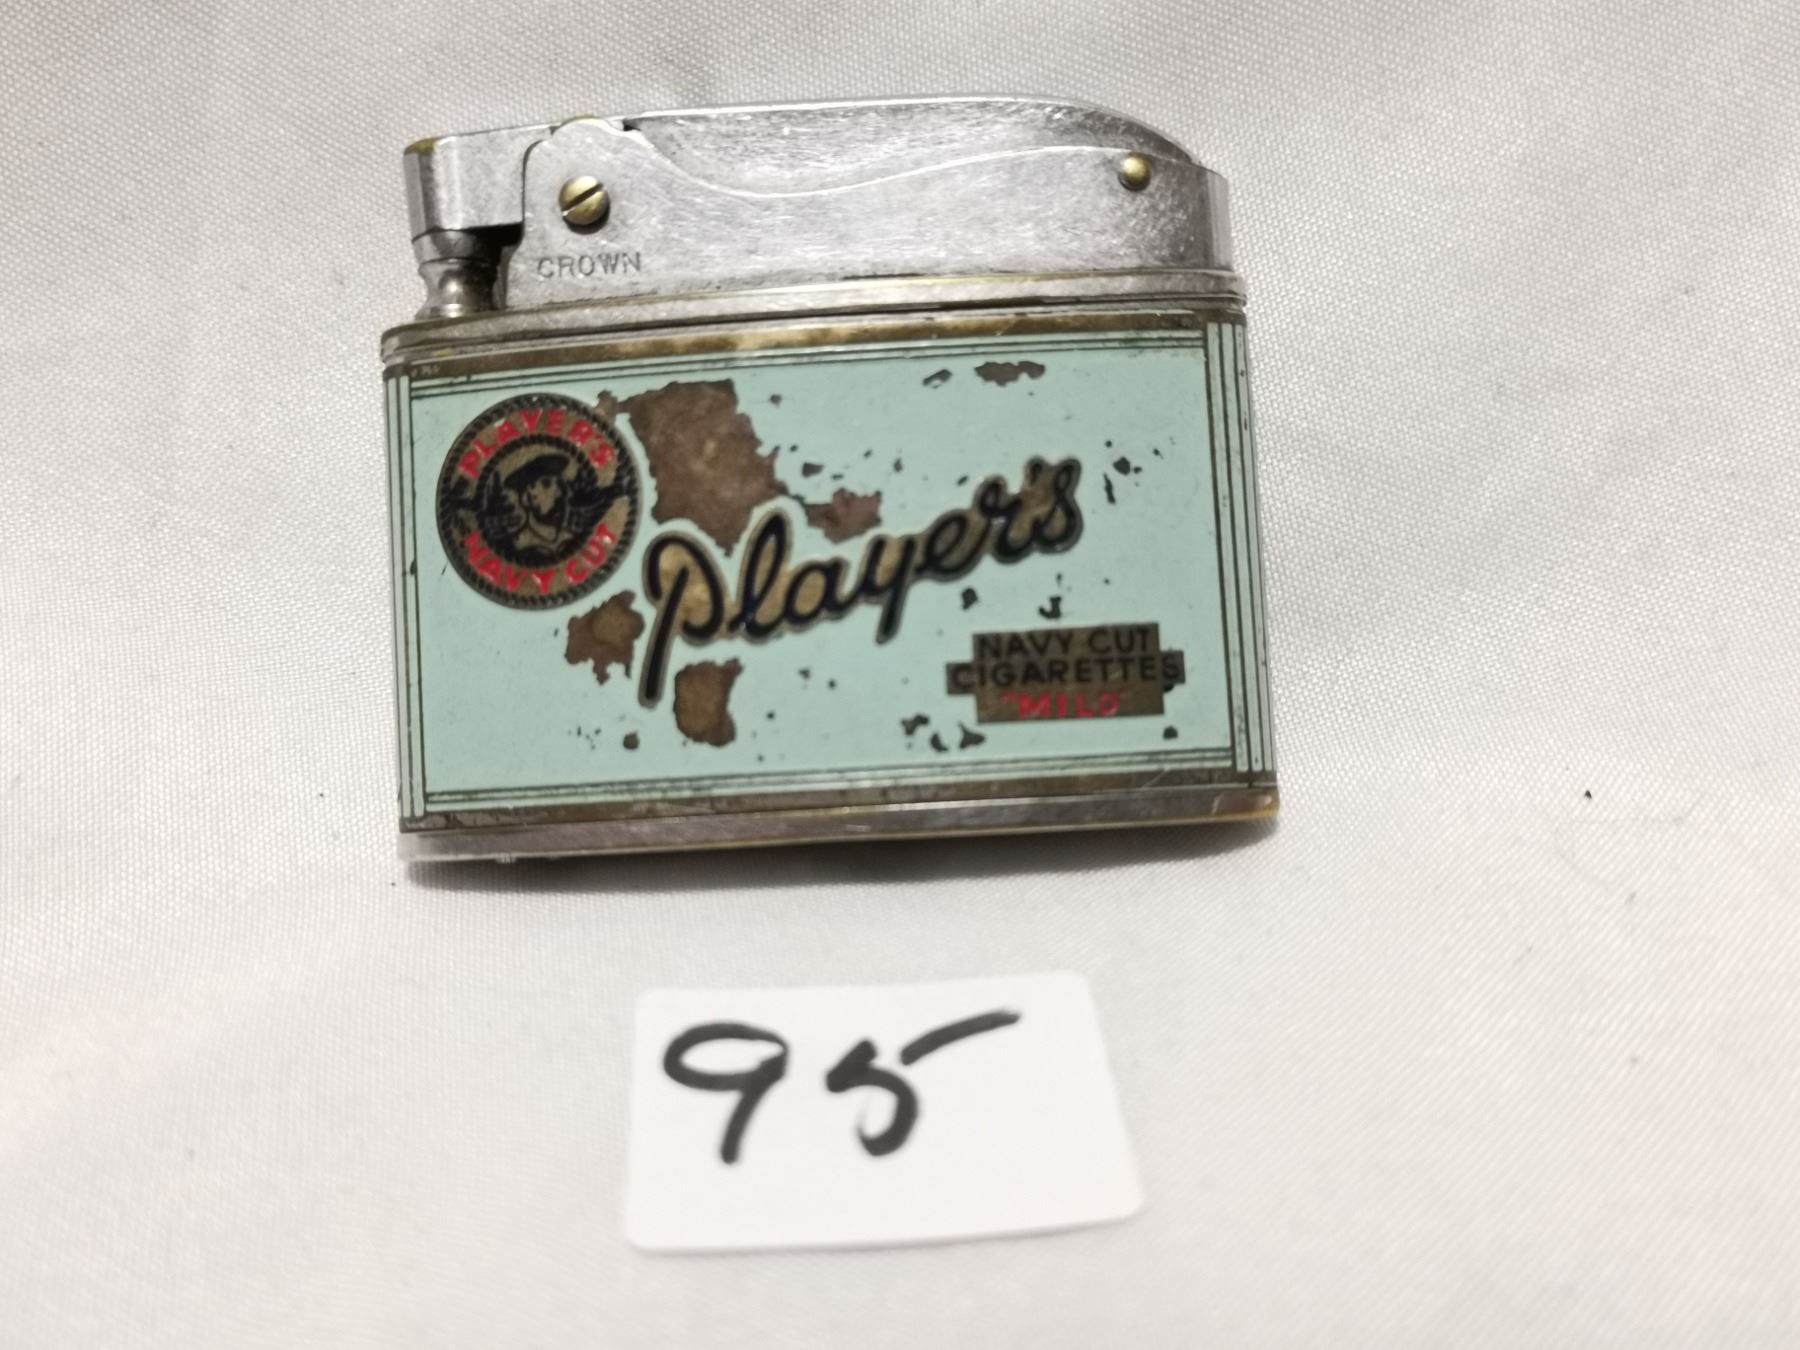 CROWN
PLAYER'S
NAVY CUT
Player's
NAVY CUT
CIGARETTES
"MILD"
95